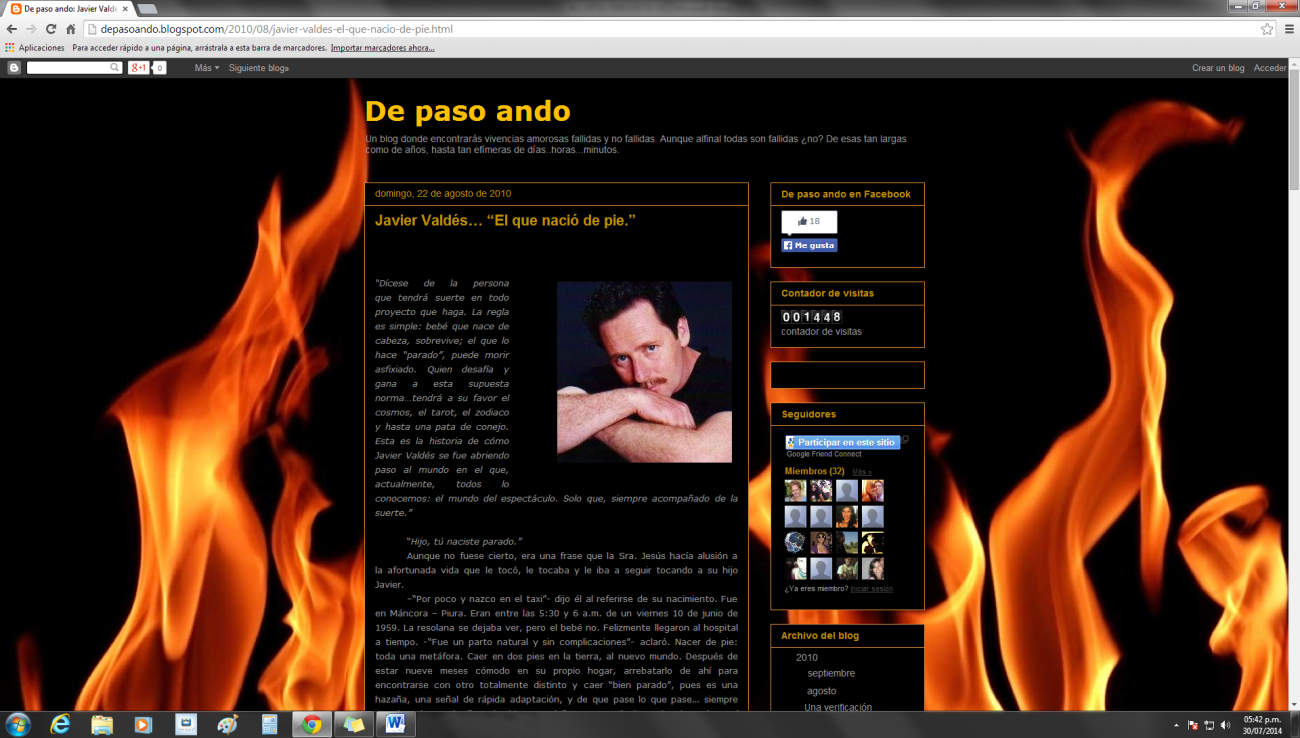 De paso ando: Javier Valdé
depasoando.blogspot.com/2010/08/javier-valdes-el-que-nacio-de-pie.html
Aplicaciones Para acceder rápido a una página, arrástrala a esta barra de marcadores. Importar marcadores ahora...
g+1 0 Más Siguiente blog» Crear un blog Acceder
De paso ando
Un blog donde encontrarás vivencias amorosas fallidas y no fallidas. Aunque alfinal todas son fallidas ¿no? De esas tan largas
como de años, hasta tan efímeras de días..horas...minutos.
domingo, 22 de agosto de 2010
Javier Valdés… “El que nació de pie.”
“Dícese de la persona
que tendrá suerte en todo
proyecto que haga. La regla
es simple: bebé que nace de
cabeza, sobrevive; el que lo
hace “parado”, puede morir
asfixiado. Quien desafía y
gana a esta supuesta
norma…tendrá a su favor el
cosmos, el tarot, el zodiaco
y hasta una pata de conejo.
Esta es la historia de cómo
Javier Valdés se fue abriendo
paso al mundo en el que,
actualmente, todos lo
conocemos: el mundo del espectáculo. Solo que, siempre acompañado de la
suerte.”
“Hijo, tú naciste parado.”
Aunque no fuese cierto, era una frase que la Sra. Jesús hacía alusión a
la afortunada vida que le tocó, le tocaba y le iba a seguir tocando a su hijo
Javier.
–“Por poco y nazco en el taxi”- dijo él al referirse de su nacimiento. Fue
en Máncora – Piura. Eran entre las 5:30 y 6 a.m. de un viernes 10 de junio de
1959. La resolana se dejaba ver, pero el bebé no. Felizmente llegaron al hospital
a tiempo. -“Fue un parto natural y sin complicaciones”- aclaró. Nacer de pie:
toda una metáfora. Caer en dos pies en la tierra, al nuevo mundo. Después de
estar nueve meses cómodo en su propio hogar, arrebatarlo de ahí para
encontrarse con otro totalmente distinto y caer “bien parado”, pues es una
hazaña, una señal de rápida adaptación, y de que pase lo que pase… siempre
De paso ando en Facebook
18
Me gusta
Contador de visitas
001448
contador de visitas
Seguidores
Participar en este sitio
Google Friend Connect
Miembros (32) Más »
¿Ya eres miembro? Iniciar sesión
Archivo del blog
2010
septiembre
agosto
Una verificación
05:42 p.m.
30/07/2014